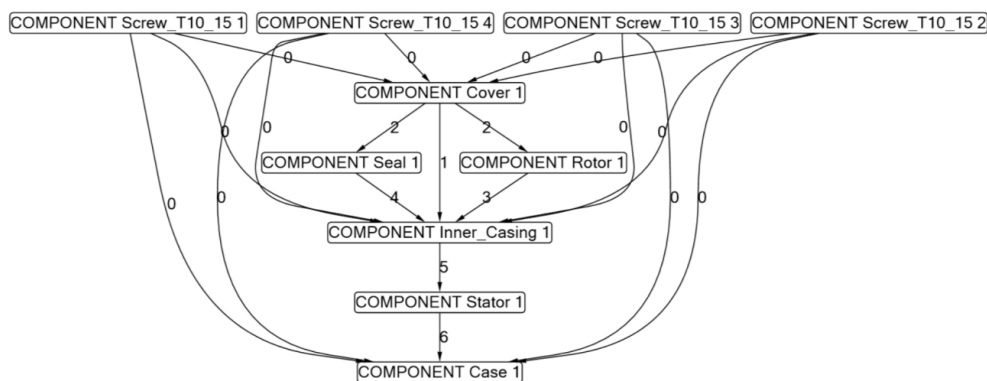 COMPONENT Screw_T10_15 1
COMPONENT Screw_T10_15 4
COMPONENT Screw_T10_15 3
COMPONENT Screw_T10_15 2
0
0
0
0
COMPONENT Cover 1
0
0
2
2
0
0
COMPONENT Seal 1
1
COMPONENT Rotor 1
0
0
4
3
0
0
COMPONENT Inner_Casing 1
5
COMPONENT Stator 1
6
COMPONENT Case 1